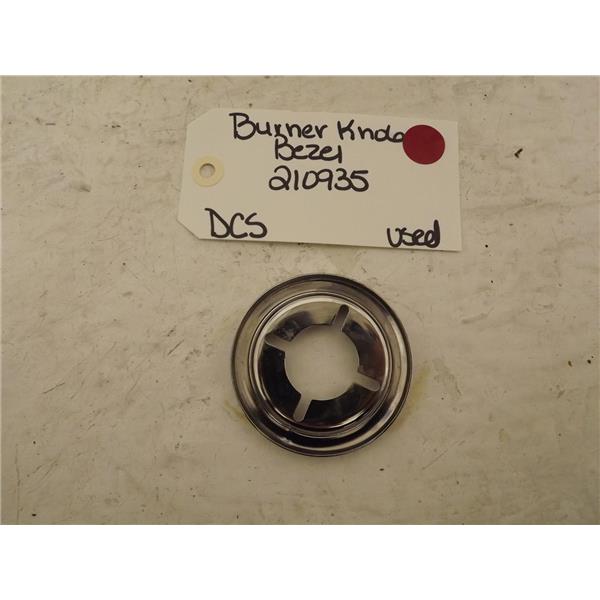 Burner Knob
Bezel
210935
DCS used